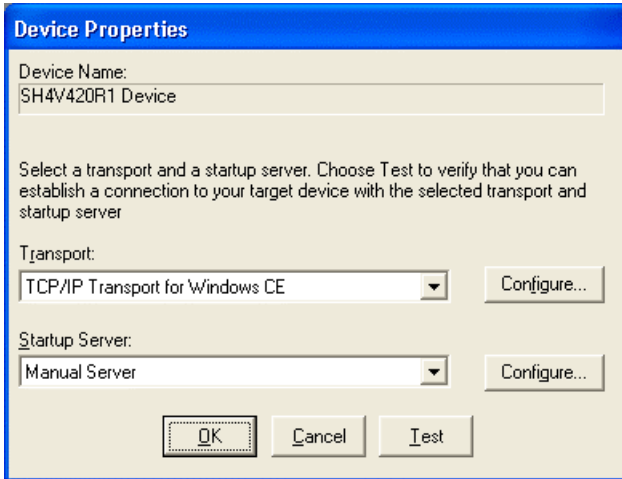 Device Properties
Device Name:
SH4V420R1 Device
Select a transport and a startup server. Choose Test to verify that you can
establish a connection to your target device with the selected transport and
startup server
Transport:
TCP/IP Transport for Windows CE
Configure...
Startup Server:
Manual Server
Configure...
OK
Cancel
Test